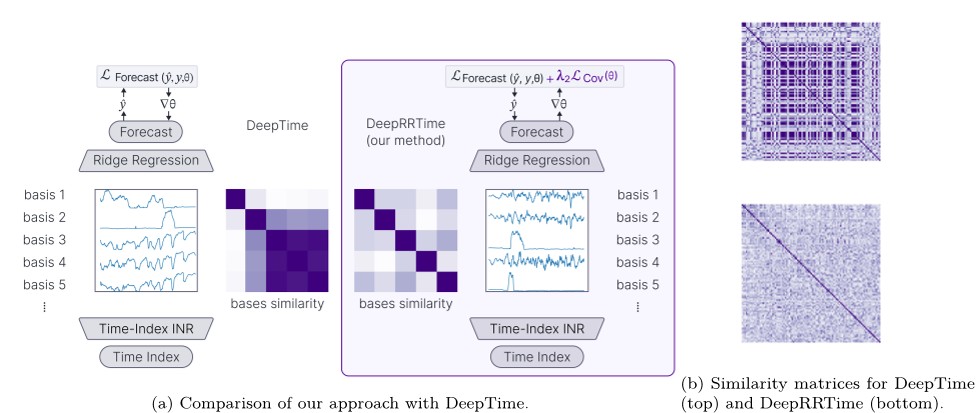 ℒ Forecast (ŷ, y,θ)
ŷ ∇θ
Forecast
Ridge Regression
DeepTime
basis 1
basis 2
basis 3
basis 4
basis 5
⋮
bases similarity
Time-Index INR
Time Index
DeepRRTime
(our method)
ℒForecast (ŷ, y,θ) + λ2ℒCov(θ)
ŷ ∇θ
Forecast
Ridge Regression
bases similarity
basis 1
basis 2
basis 3
basis 4
basis 5
⋮
Time-Index INR
Time Index
(a) Comparison of our approach with DeepTime.
(b) Similarity matrices for DeepTime
(top) and DeepRRTime (bottom).